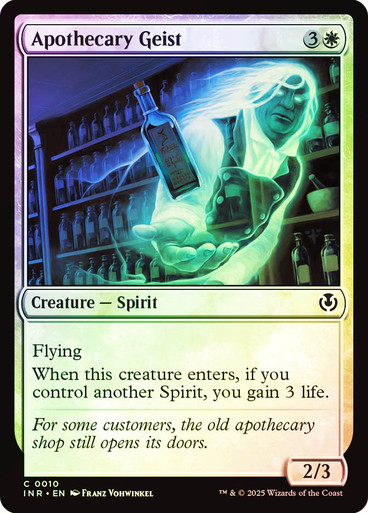 Apothecary Geist 3
Creature — Spirit
Flying
When this creature enters, if you
control another Spirit, you gain 3 life.
For some customers, the old apothecary
shop still opens its doors.
2/3
C 0010
INR • EN Franz Vohwinkel
™ & © 2025 Wizards of the Coast